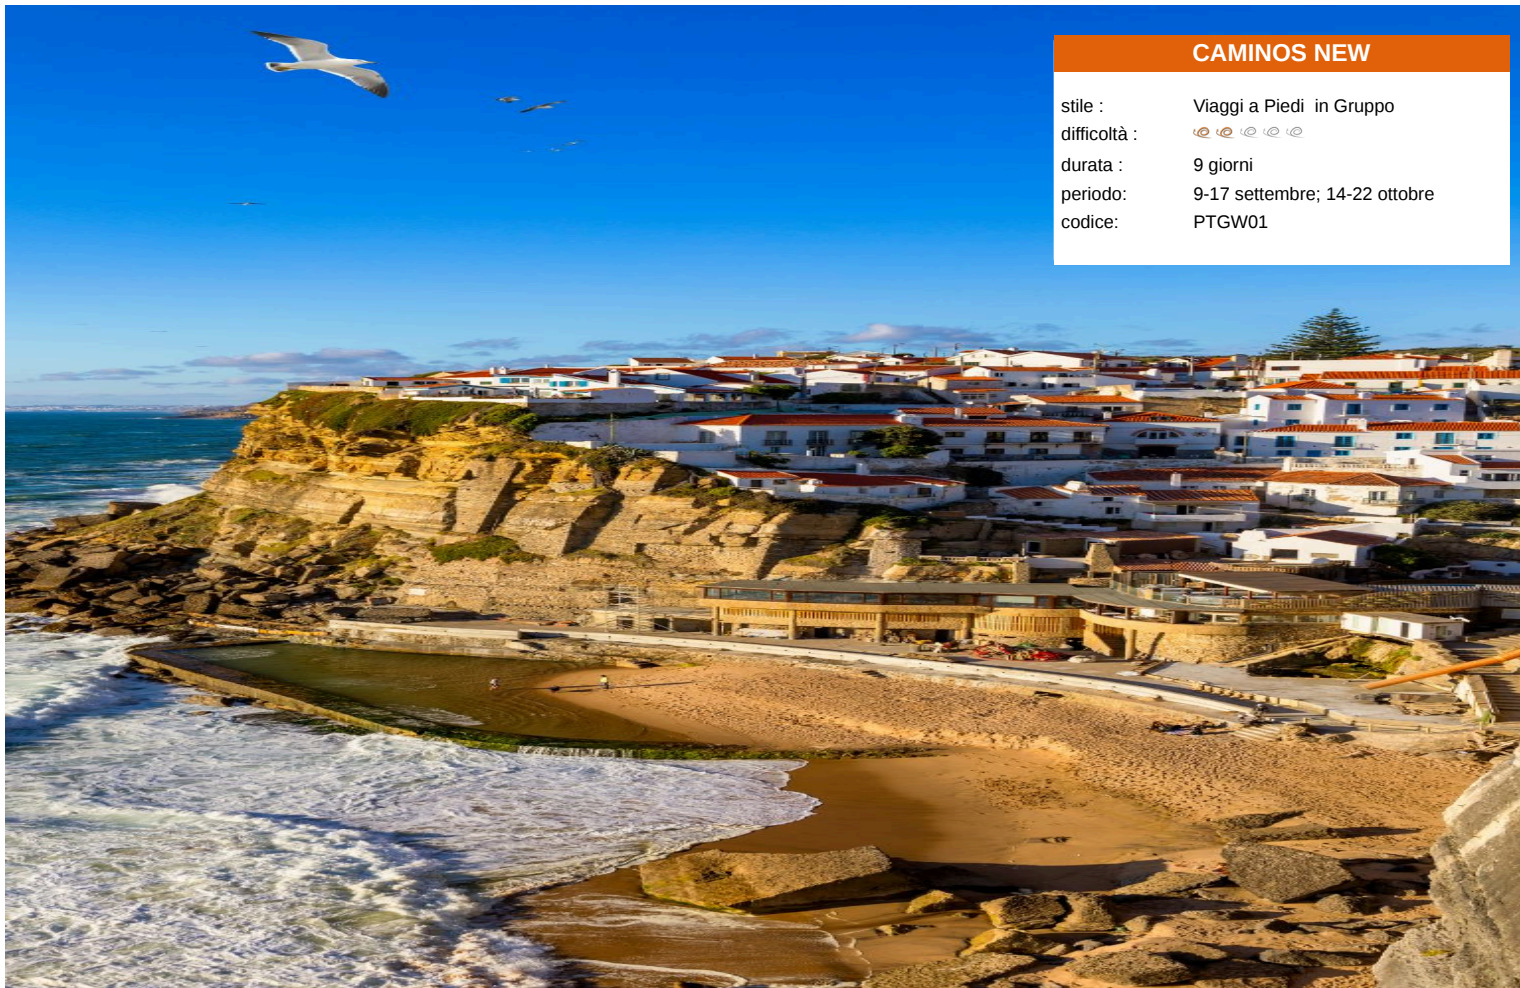 CAMINOS NEW
stile : Viaggi a Piedi in Gruppo
difficoltà :
durata : 9 giorni
periodo: 9-17 settembre; 14-22 ottobre
codice: PTGW01